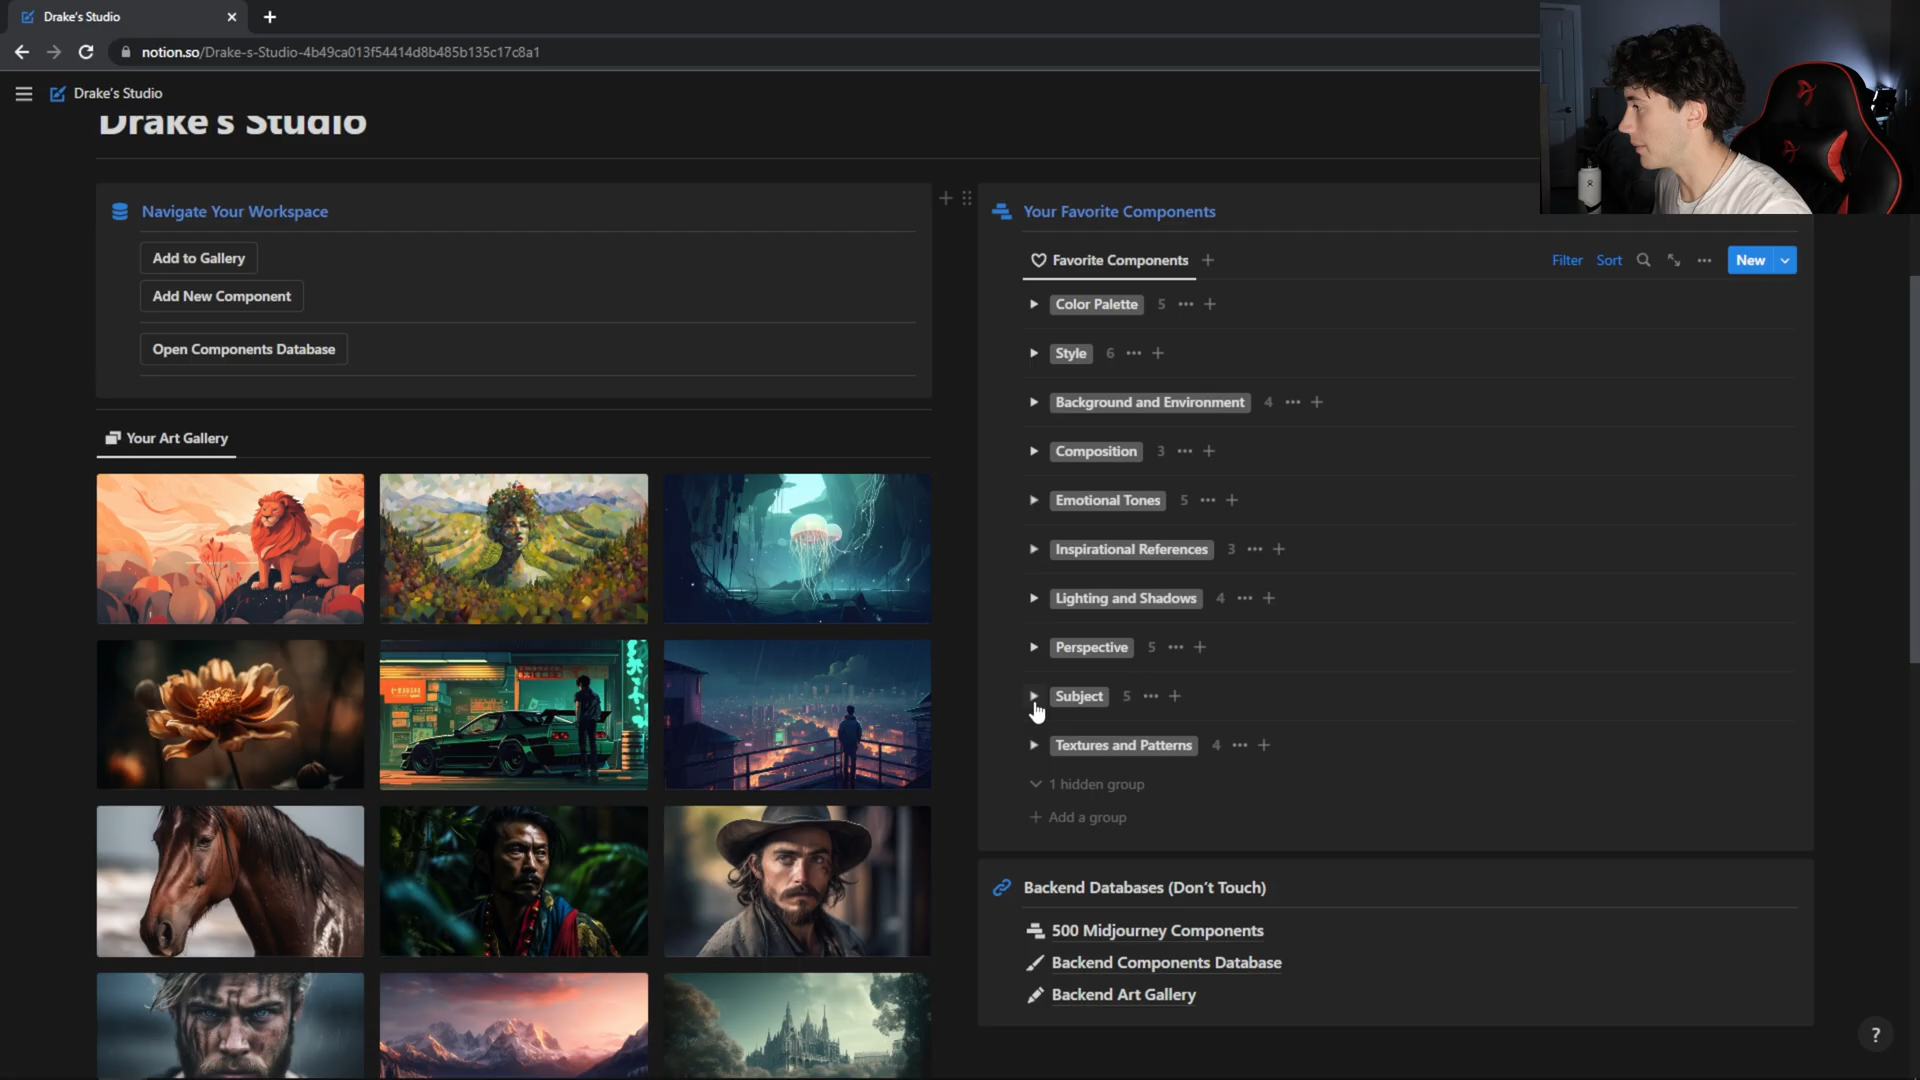 Drake's Studio
notion.so/Drake-s-Studio-4b49ca013f54414d8b485b135c17c8a1
Drake's Studio
Drake's Studio
Navigate Your Workspace
Add to Gallery
Add New Component
Open Components Database
Your Art Gallery
Your Favorite Components
Favorite Components
Filter Sort New
Color Palette 5
Style 6
Background and Environment 4
Composition 3
Emotional Tones 5
Inspirational References 3
Lighting and Shadows 4
Perspective 5
Subject 5
Textures and Patterns 4
1 hidden group
+ Add a group
Backend Databases (Don't Touch)
500 Midjourney Components
Backend Components Database
Backend Art Gallery
?